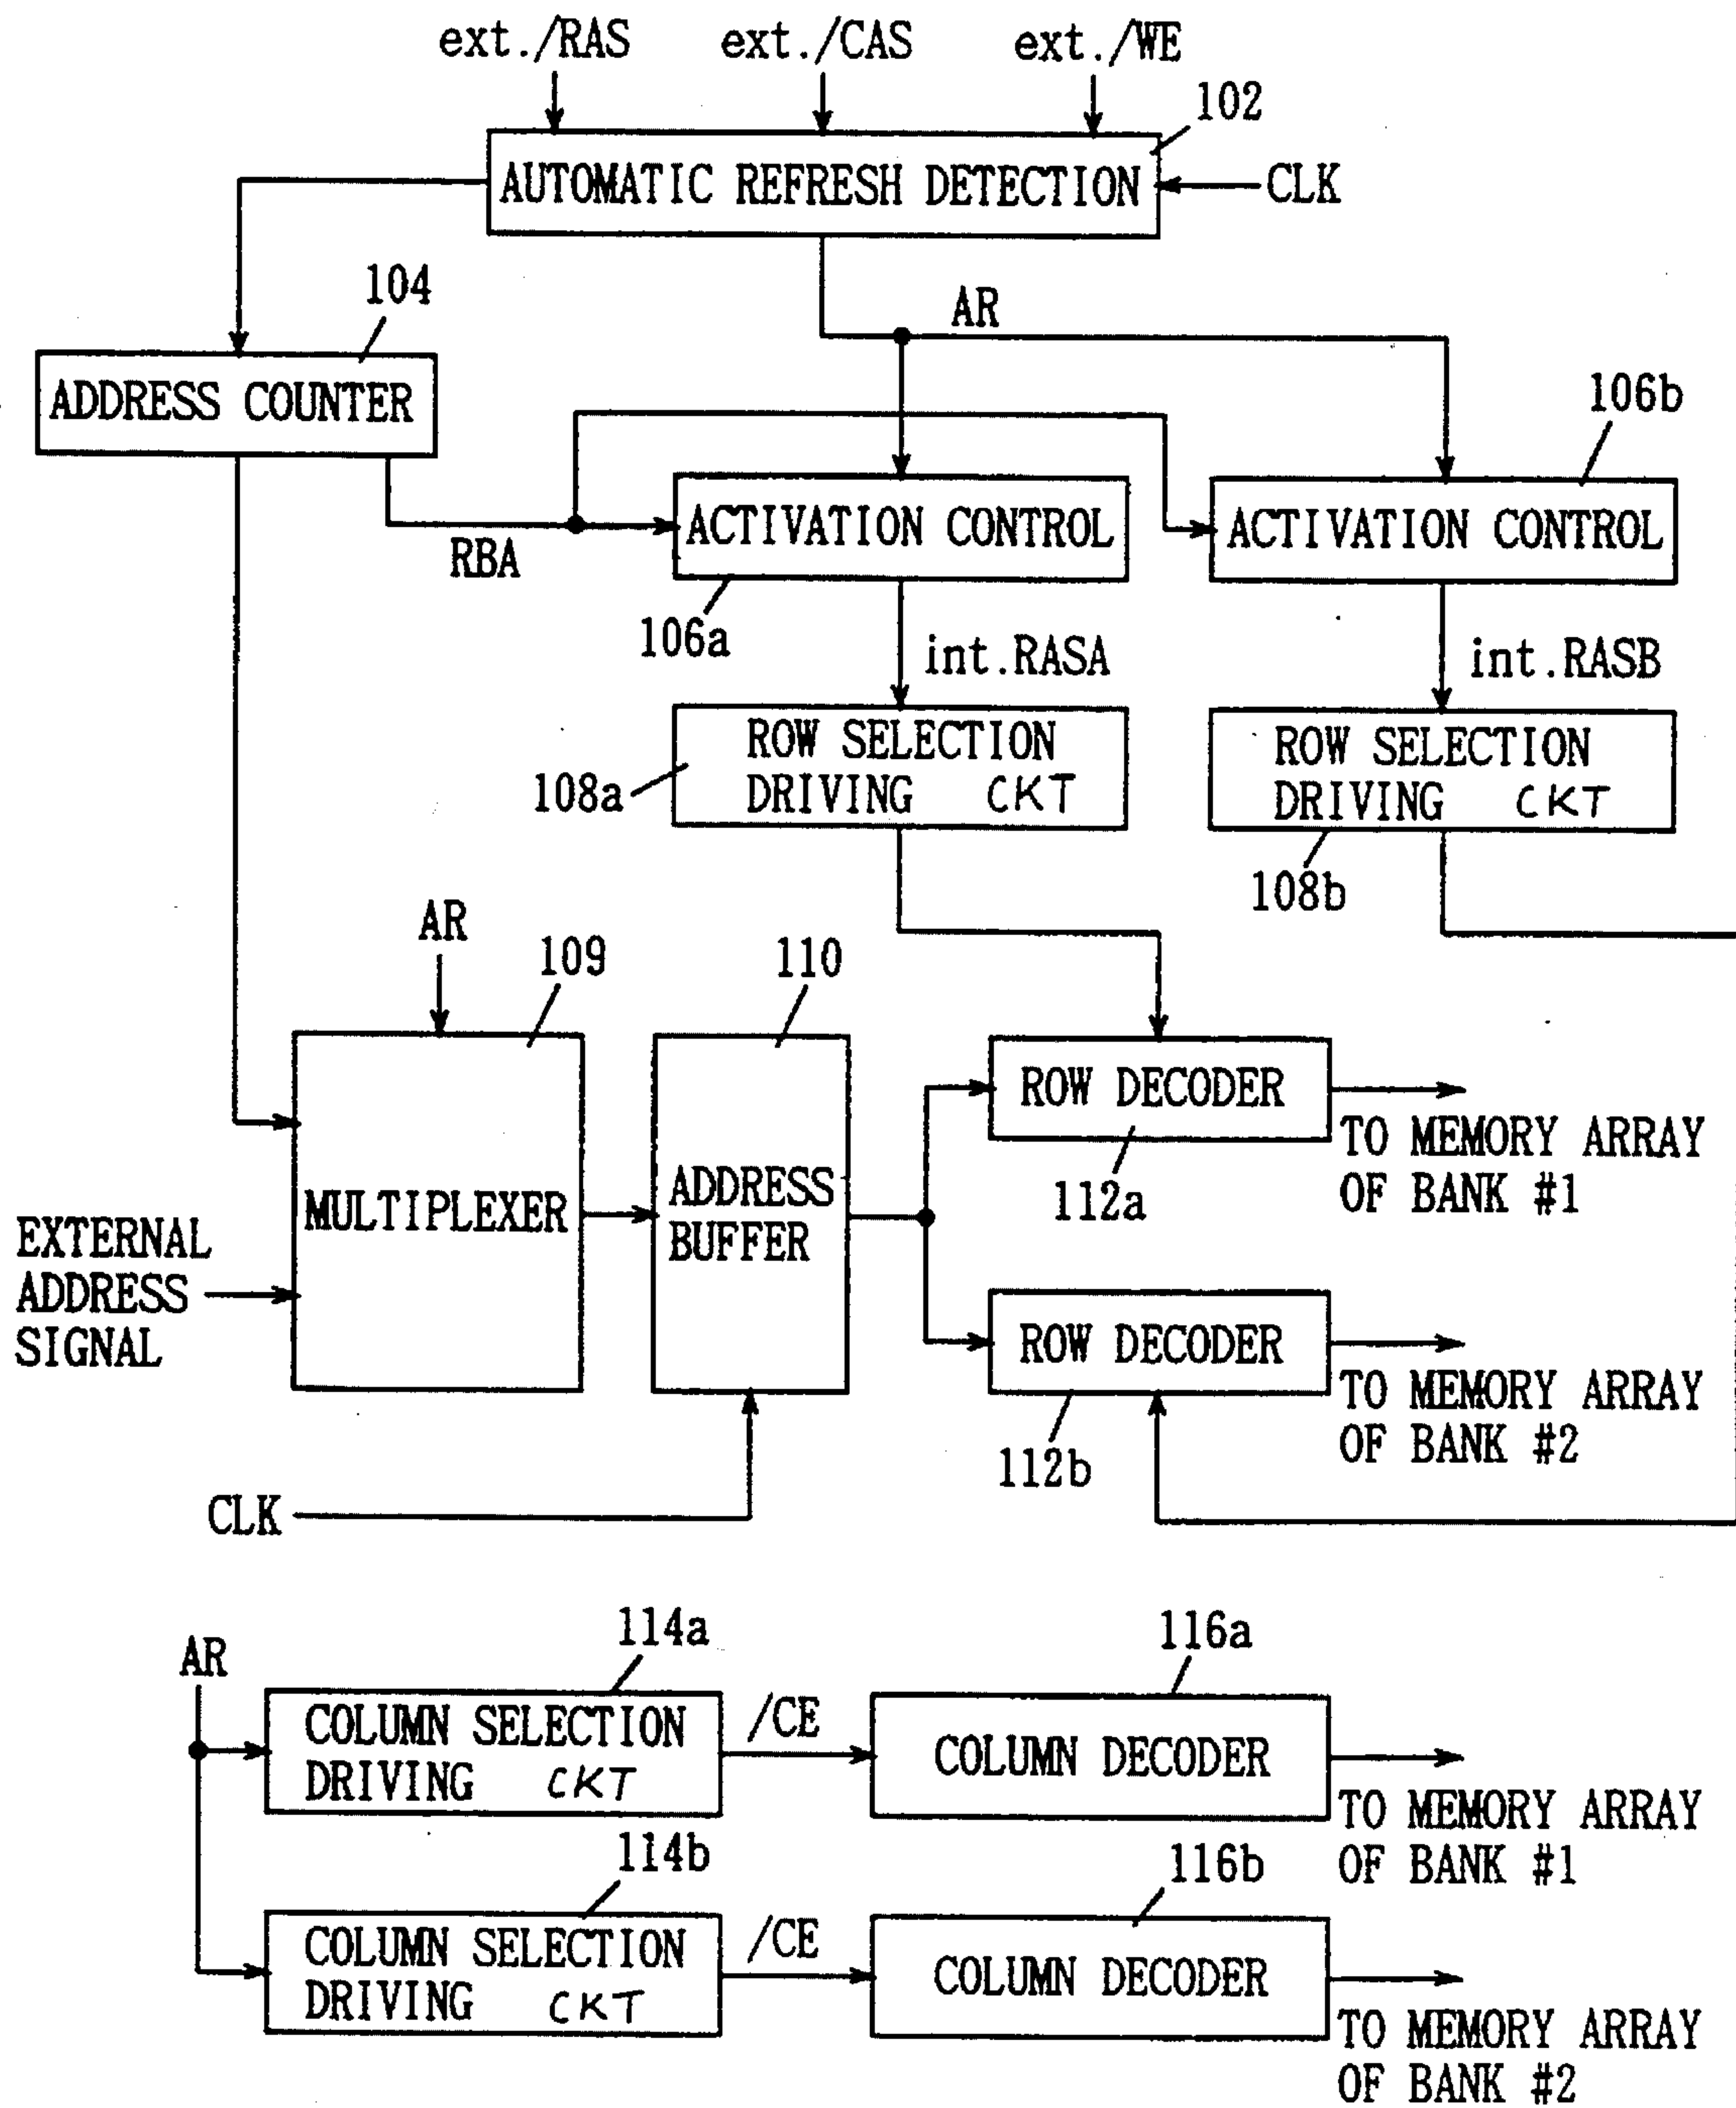 ext./RAS ext./CAS ext./WE
102
AUTOMATIC REFRESH DETECTION
CLK
104
AR
ADDRESS COUNTER
106b
ACTIVATION CONTROL
ACTIVATION CONTROL
RBA
106a
int.RASA
int.RASB
ROW SELECTION
DRIVING CKT
108a
ROW SELECTION
DRIVING CKT
108b
AR
109
110
MULTIPLEXER
ADDRESS
BUFFER
ROW DECODER
112a
TO MEMORY ARRAY
OF BANK #1
EXTERNAL
ADDRESS
SIGNAL
ROW DECODER
112b
TO MEMORY ARRAY
OF BANK #2
CLK
AR
114a
116a
COLUMN SELECTION
DRIVING CKT
/CE
COLUMN DECODER
TO MEMORY ARRAY
OF BANK #1
114b
116b
COLUMN SELECTION
DRIVING CKT
/CE
COLUMN DECODER
TO MEMORY ARRAY
OF BANK #2